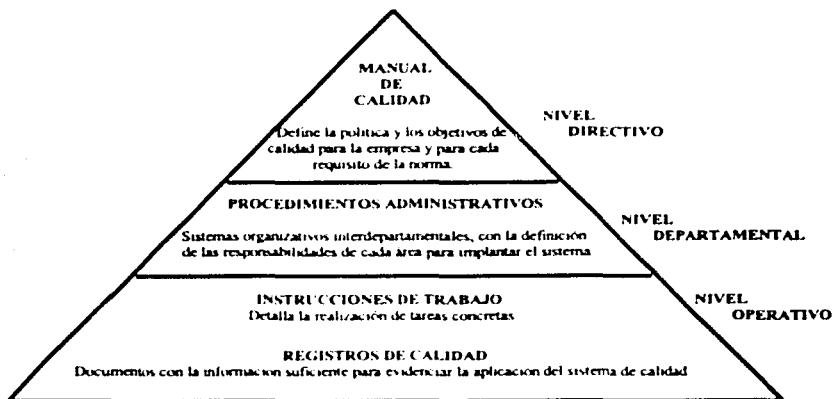 MANUAL
DE
CALIDAD
Define la política y los objetivos de
calidad para la empresa y para cada
requisito de la norma.
NIVEL
DIRECTIVO
PROCEDIMIENTOS ADMINISTRATIVOS
Sistemas organizativos interdepartamentales, con la definición
de las responsabilidades de cada área para implantar el sistema
NIVEL
DEPARTAMENTAL
INSTRUCCIONES DE TRABAJO
Detalla la realización de tareas concretas
NIVEL
OPERATIVO
REGISTROS DE CALIDAD
Documentos con la información suficiente para evidenciar la aplicación del sistema de calidad